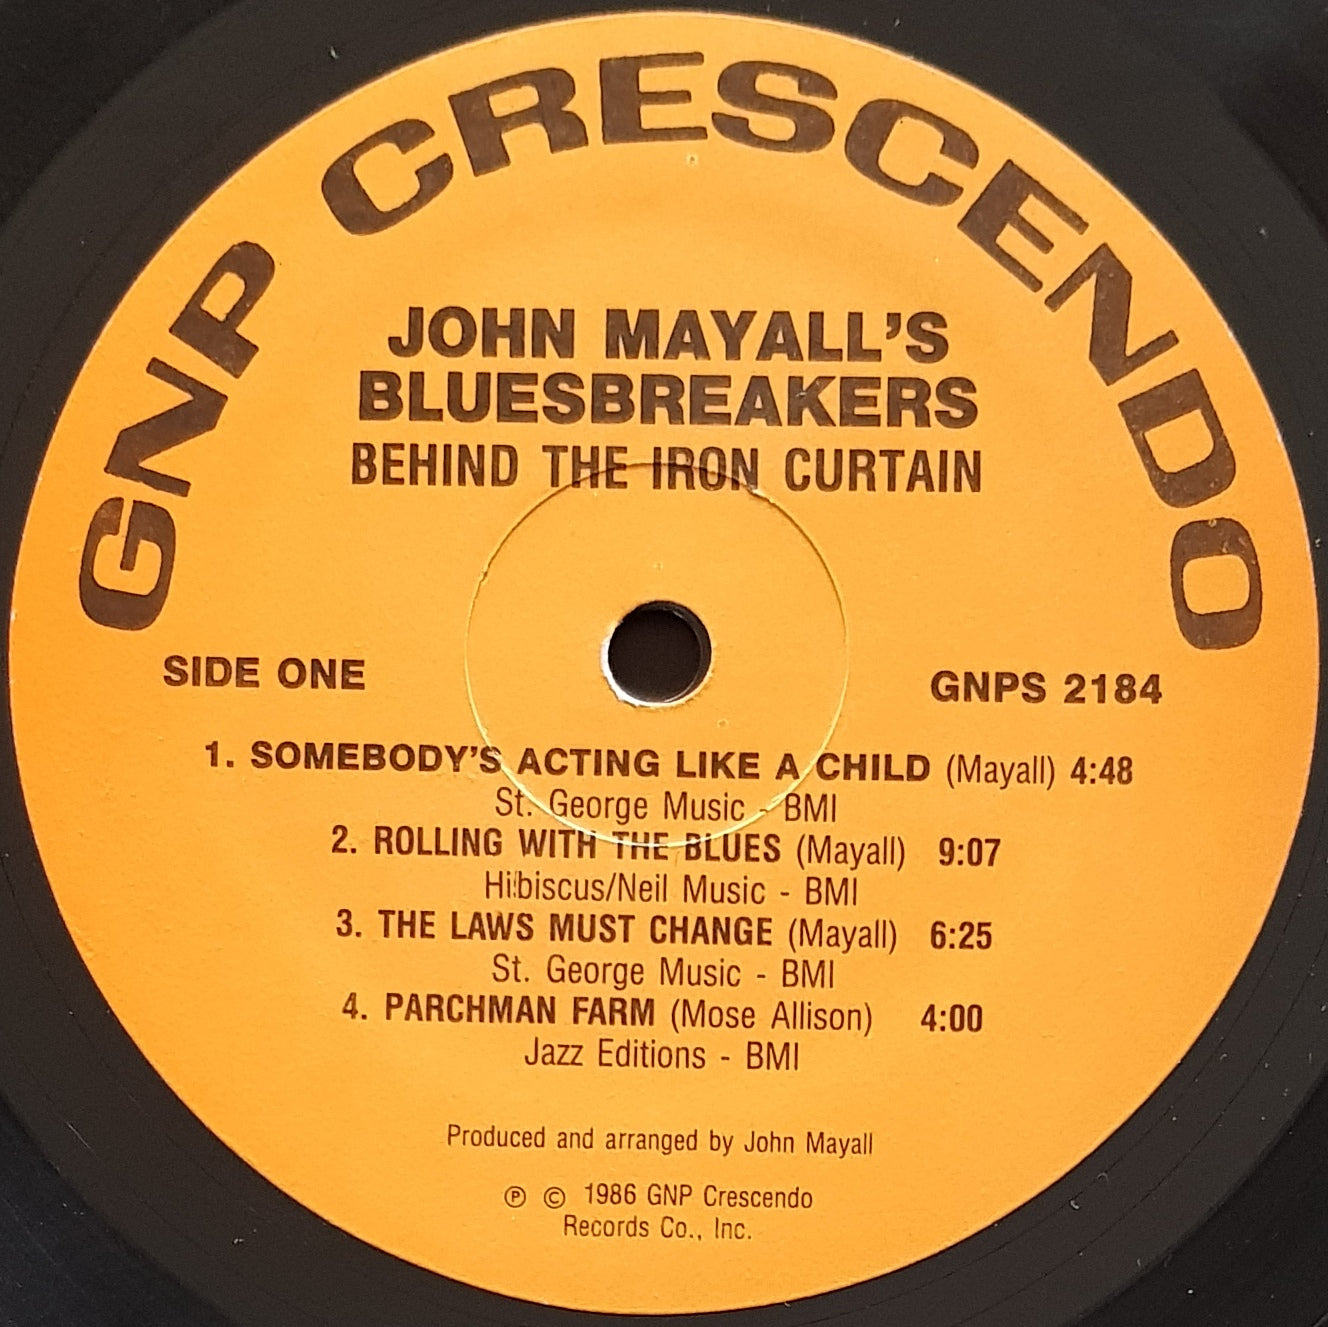 GNP CRESCENDO
JOHN MAYALL'S
BLUESBREAKERS
BEHIND THE IRON CURTAIN
SIDE ONE
GNPS 2184
1. SOMEBODY'S ACTING LIKE A CHILD (Mayall) 4:48
St. George Music - BMI
2. ROLLING WITH THE BLUES (Mayall) 9:07
Hibiscus/Neil Music - BMI
3. THE LAWS MUST CHANGE (Mayall) 6:25
St. George Music - BMI
4. PARCHMAN FARM (Mose Allison) 4:00
Jazz Editions - BMI
Produced and arranged by John Mayall
℗ © 1986 GNP Crescendo
Records Co., Inc.